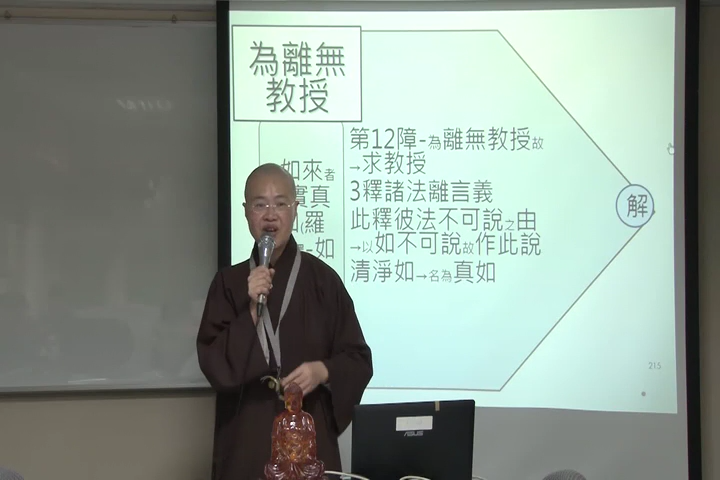 為離無
教授
第12障-為離無教授故
→求教授
3釋諸法離言義
此釋彼法不可說之由
→以如不可說故作此說
清淨如→名為真如
如來者
實真
羅
-如
解
215
ASUS